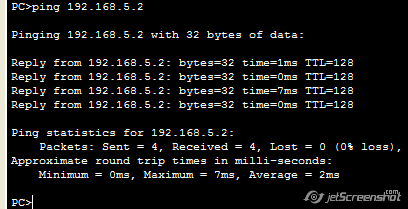 PC>ping 192.168.5.2
Pinging 192.168.5.2 with 32 bytes of data:
Reply from 192.168.5.2: bytes=32 time=1ms TTL=128
Reply from 192.168.5.2: bytes=32 time=0ms TTL=128
Reply from 192.168.5.2: bytes=32 time=7ms TTL=128
Reply from 192.168.5.2: bytes=32 time=0ms TTL=128
Ping statistics for 192.168.5.2:
Packets: Sent = 4, Received = 4, Lost = 0 (0% loss),
Approximate round trip times in milli-seconds:
Minimum = 0ms, Maximum = 7ms, Average = 2ms
PC>
jetScreenshot